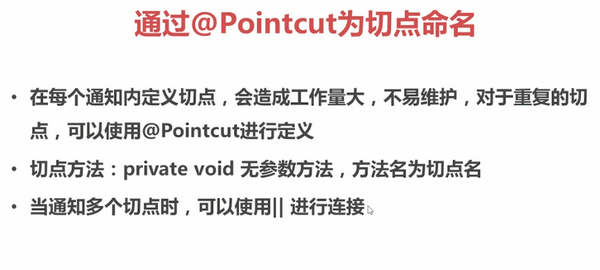 通过@Pointcut为切点命名
• 在每个通知内定义切点，会造成工作量大，不易维护，对于重复的切
点，可以使用@Pointcut进行定义
• 切点方法：private void 无参数方法，方法名为切点名
• 当通知多个切点时，可以使用|| 进行连接